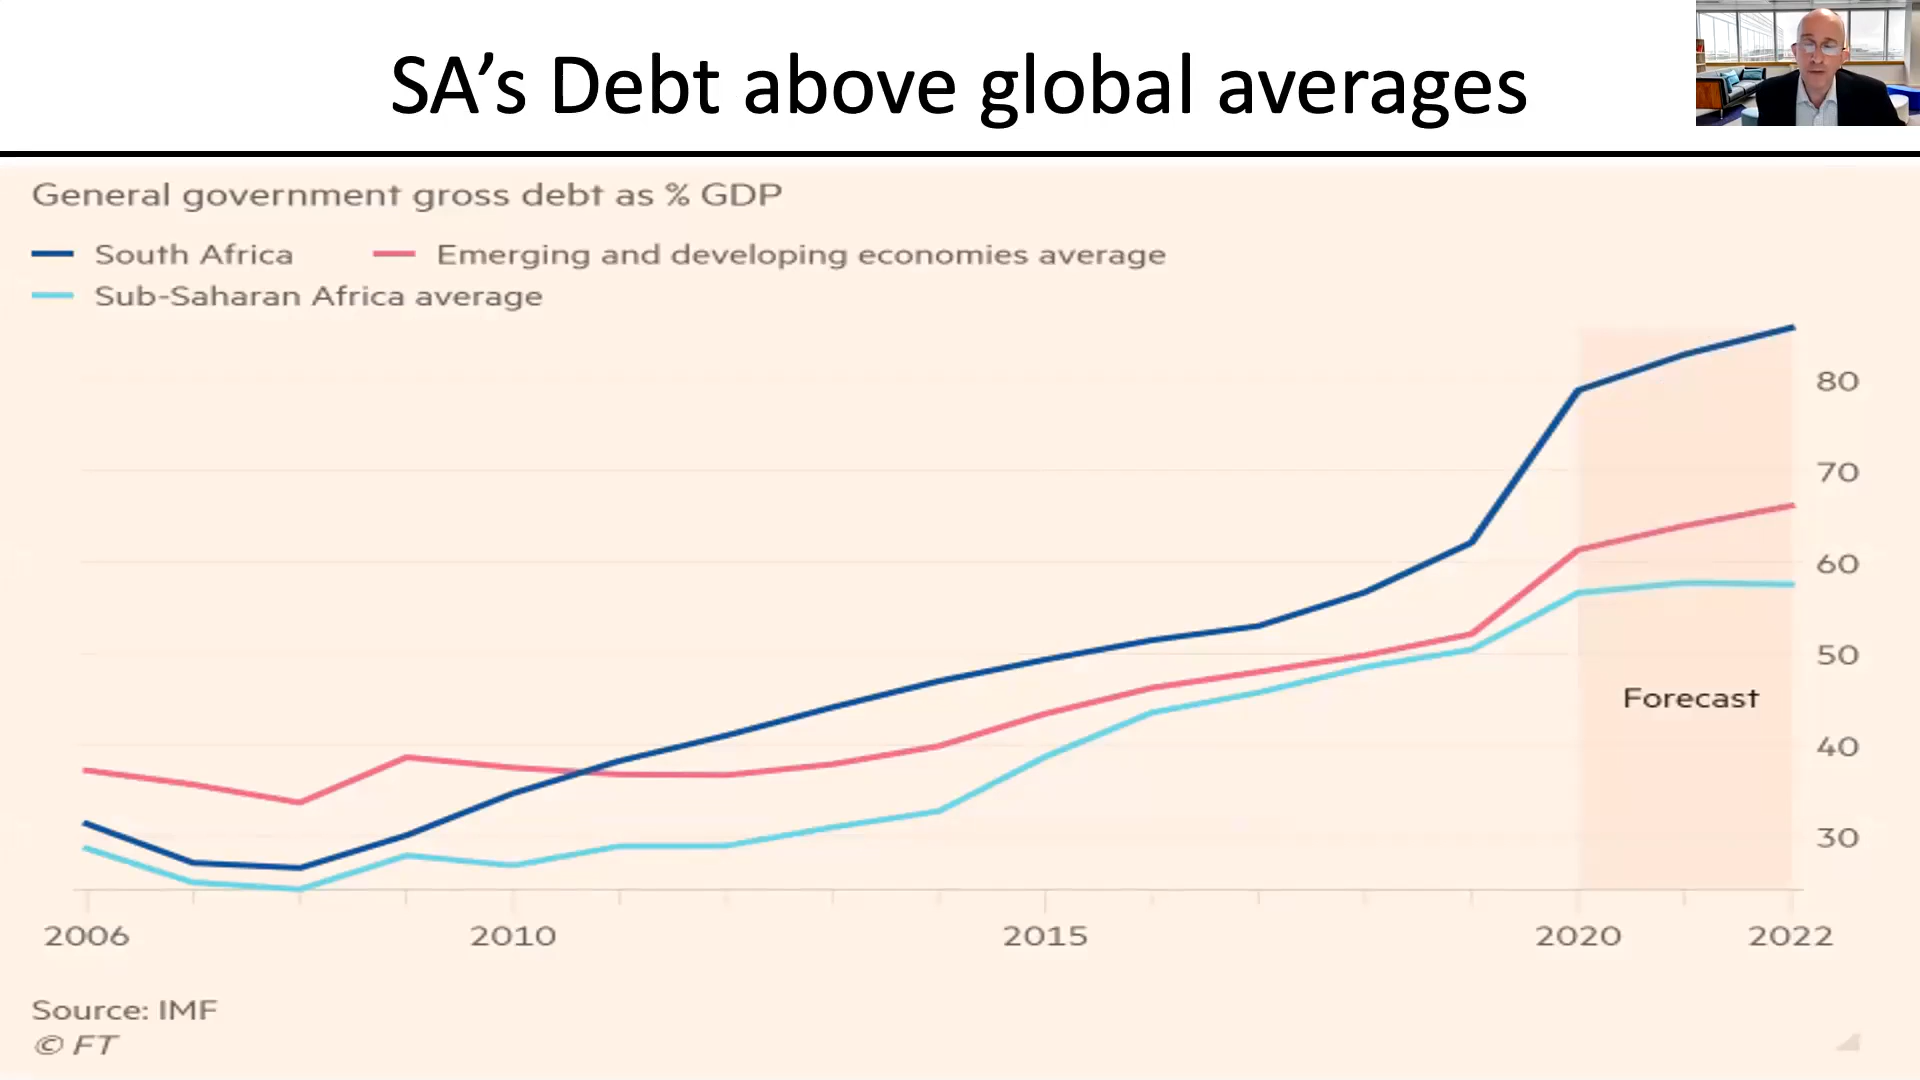 SA’s Debt above global averages
General government gross debt as % GDP
South Africa
Emerging and developing economies average
Sub-Saharan Africa average
80
70
60
50
Forecast
40
30
2006 2010 2015 2020 2022
Source: IMF
© FT